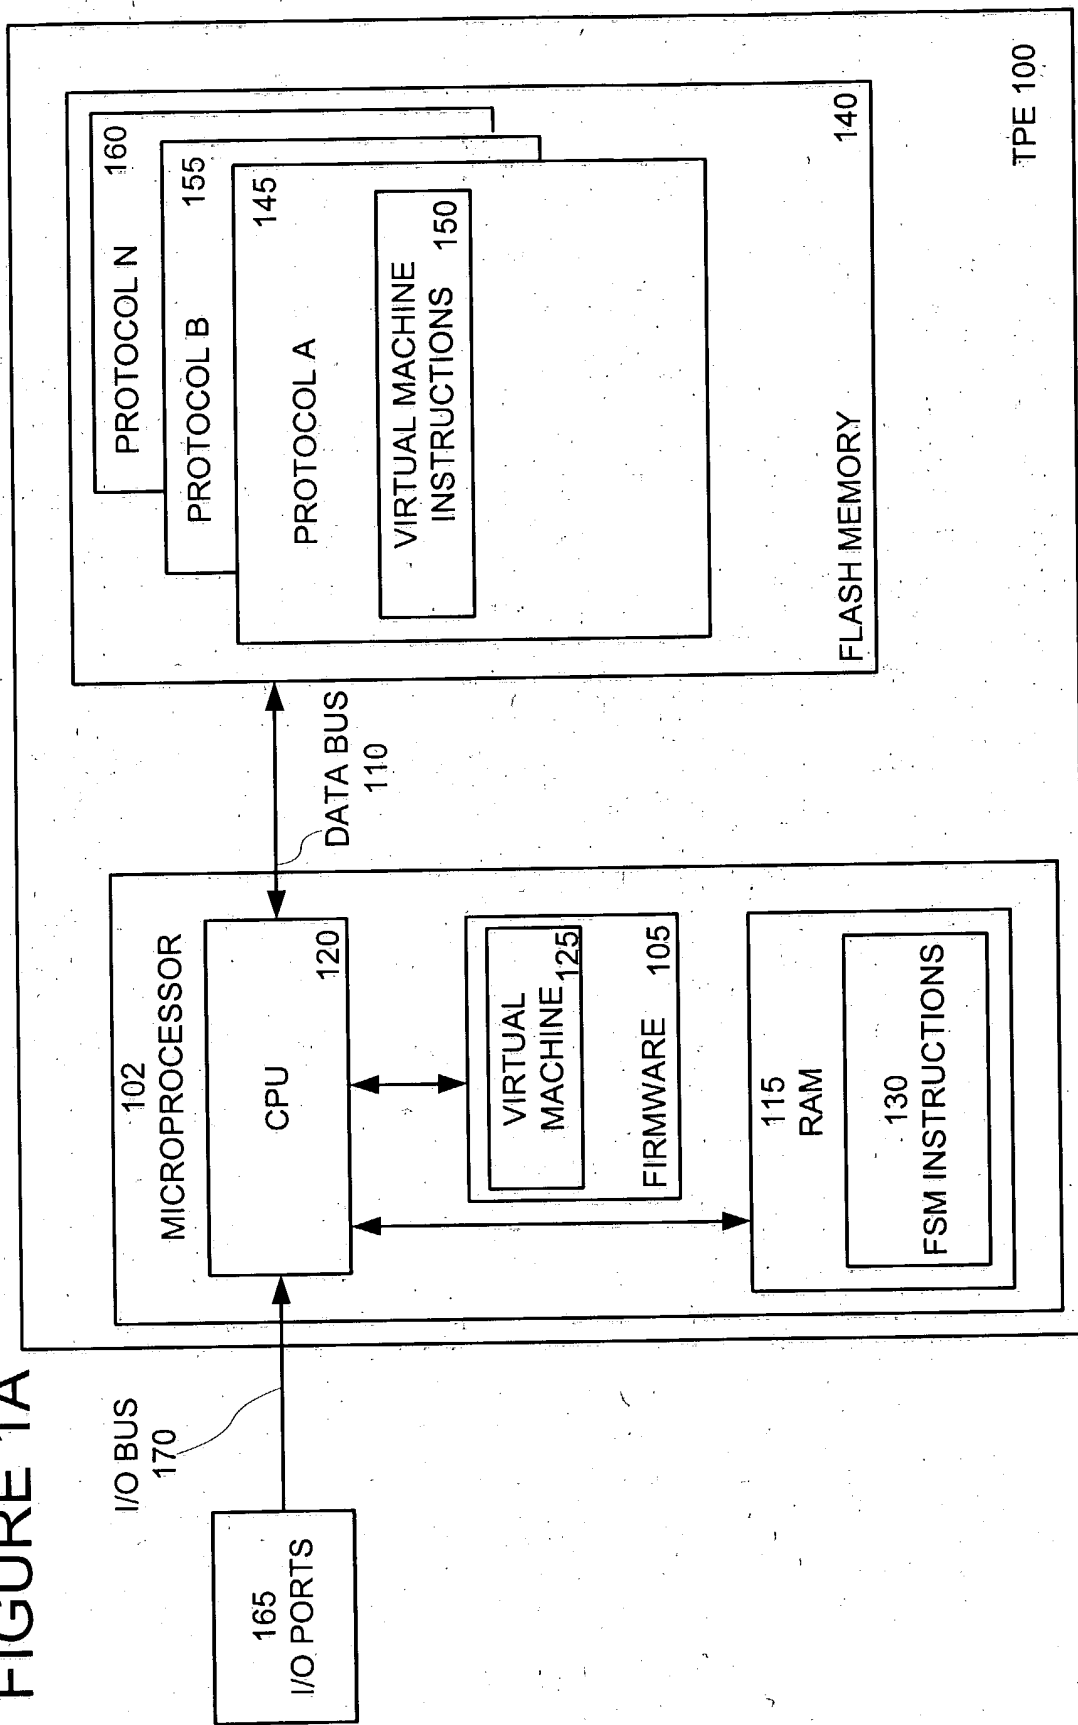 FIGURE 1A
I/O BUS
170
165
I/O PORTS
102
MICROPROCESSOR
CPU
120
VIRTUAL
MACHINE
125
FIRMWARE
105
115
RAM
130
FSM INSTRUCTIONS
DATA BUS
110
PROTOCOL N
160
PROTOCOL B
155
PROTOCOL A
145
VIRTUAL MACHINE
INSTRUCTIONS
150
FLASH MEMORY
140
TPE 100